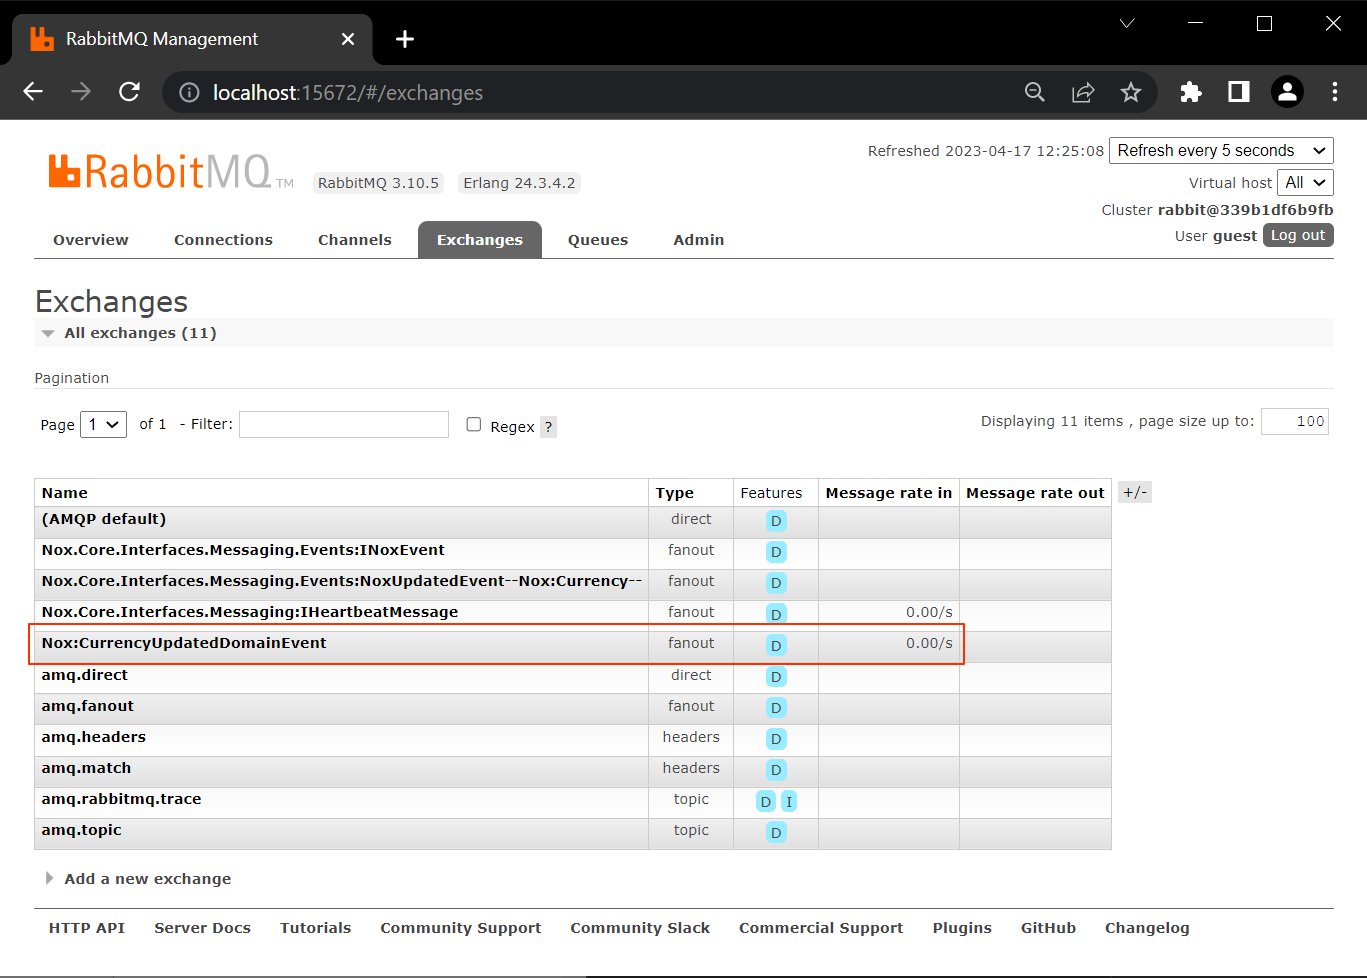 RabbitMQ Management
localhost:15672/#/exchanges
RabbitMQ TM
RabbitMQ 3.10.5 Erlang 24.3.4.2
Refreshed 2023-04-17 12:25:08 Refresh every 5 seconds
Virtual host All
Cluster rabbit@339b1df6b9fb
User guest Log out
Overview Connections Channels Exchanges Queues Admin
Exchanges
All exchanges (11)
Pagination
Page 1 of 1 - Filter: Regex ? Displaying 11 items , page size up to: 100
Name Type Features Message rate in Message rate out +/-
(AMQP default) direct D
Nox.Core.Interfaces.Messaging.Events:INoxEvent fanout D
Nox.Core.Interfaces.Messaging.Events:NoxUpdatedEvent--Nox:Currency-- fanout D
Nox.Core.Interfaces.Messaging:IHeartbeatMessage fanout D 0.00/s
Nox:CurrencyUpdatedDomainEvent fanout D 0.00/s
amq.direct direct D
amq.fanout fanout D
amq.headers headers D
amq.match headers D
amq.rabbitmq.trace topic D I
amq.topic topic D
Add a new exchange
HTTP API Server Docs Tutorials Community Support Community Slack Commercial Support Plugins GitHub Changelog